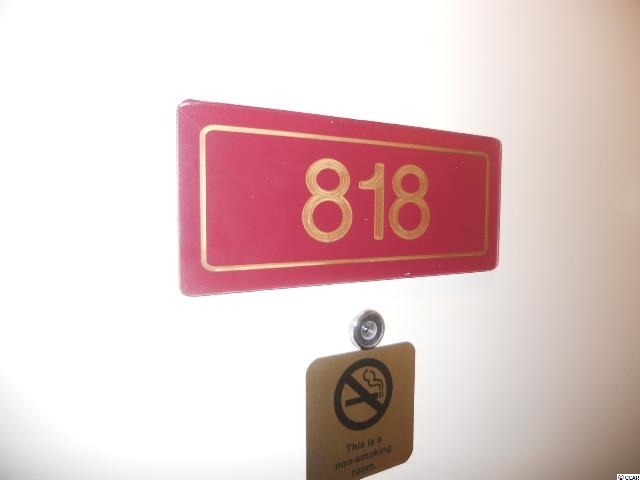 818
This is a
non-smoking
room.